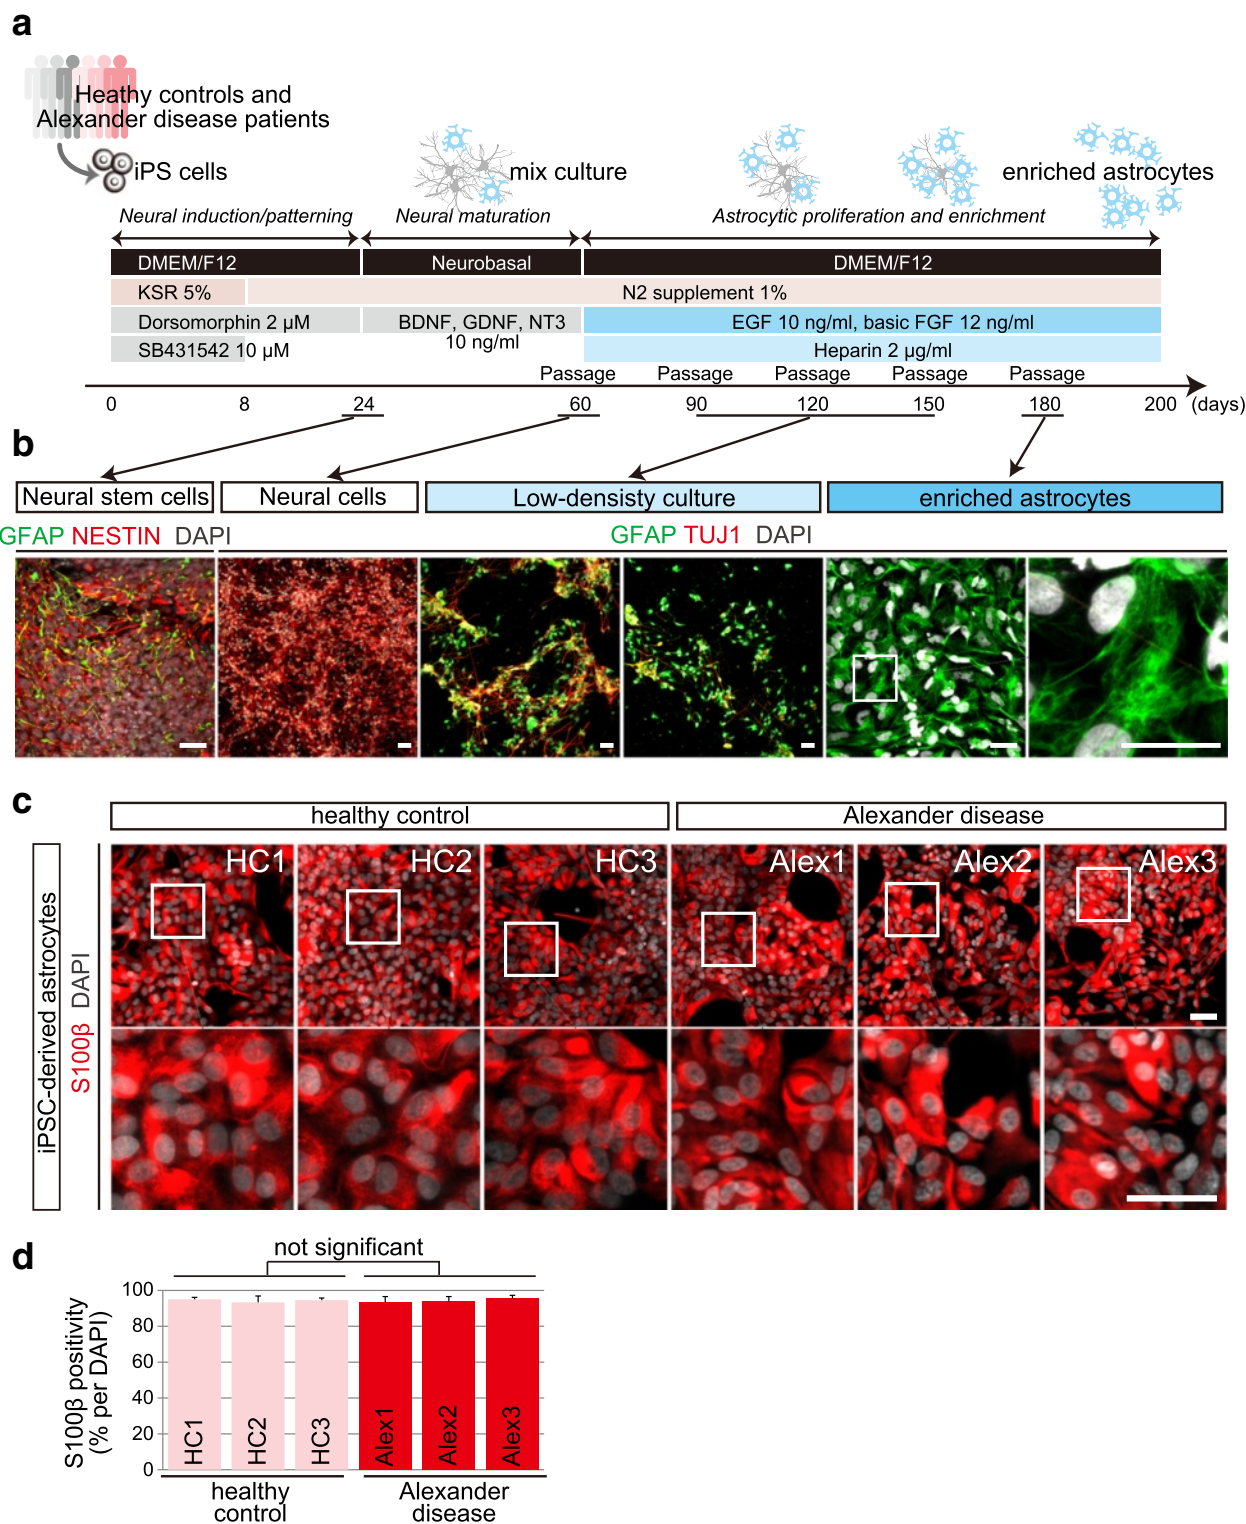 a
Heathy controls and
Alexander disease patients
iPS cells
mix culture
enriched astrocytes
Neural induction/patterning
Neural maturation
Astrocytic proliferation and enrichment
DMEM/F12
Neurobasal
DMEM/F12
KSR 5%
N2 supplement 1%
Dorsomorphin 2 μM
BDNF, GDNF, NT3
10 ng/ml
EGF 10 ng/ml, basic FGF 12 ng/ml
SB431542 10 μM
Heparin 2 μg/ml
Passage Passage Passage Passage Passage
0 8 24 60 90 120 150 180 200 (days)
b
Neural stem cells
Neural cells
Low-densisty culture
enriched astrocytes
GFAP NESTIN DAPI
GFAP TUJ1 DAPI
c
healthy control
Alexander disease
iPSC-derived astrocytes
S100β DAPI
HC1
HC2
HC3
Alex1
Alex2
Alex3
d
not significant
S100β positivity
(% per DAPI)
100
80
60
40
20
0
HC1
HC2
HC3
Alex1
Alex2
Alex3
healthy
control
Alexander
disease